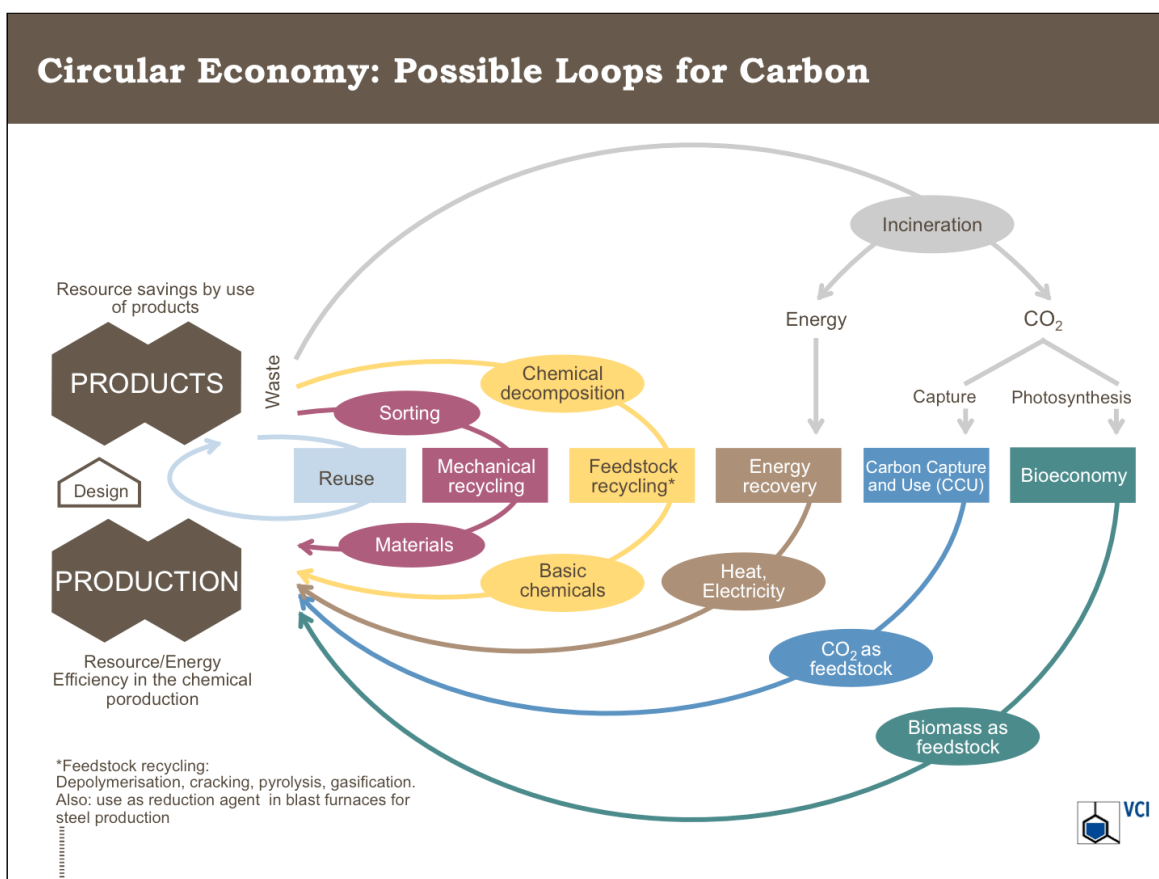 Circular Economy: Possible Loops for Carbon
Incineration
Resource savings by use
of products
Energy
CO₂
PRODUCTS
Waste
Chemical
decomposition
Capture
Photosynthesis
Sorting
Design
Reuse
Mechanical
recycling
Feedstock
recycling*
Energy
recovery
Carbon Capture
and Use (CCU)
Bioeconomy
Materials
PRODUCTION
Basic
chemicals
Heat,
Electricity
Resource/Energy
Efficiency in the chemical
poroduction
CO₂ as
feedstock
Biomass as
feedstock
*Feedstock recycling:
Depolymerisation, cracking, pyrolysis, gasification.
Also: use as reduction agent in blast furnaces for
steel production
VCI